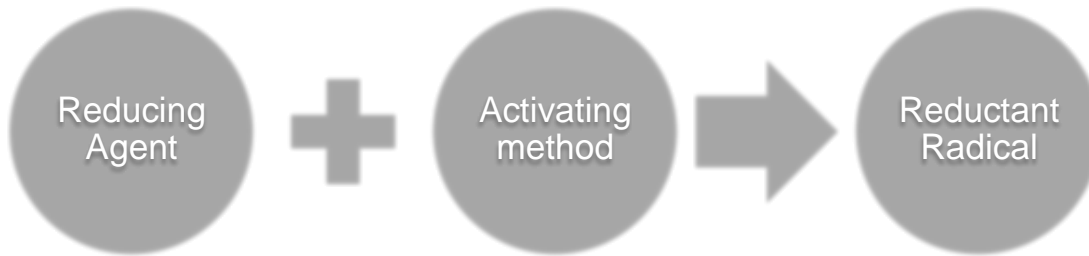 Reducing
Agent
Activating
method
Reductant
Radical